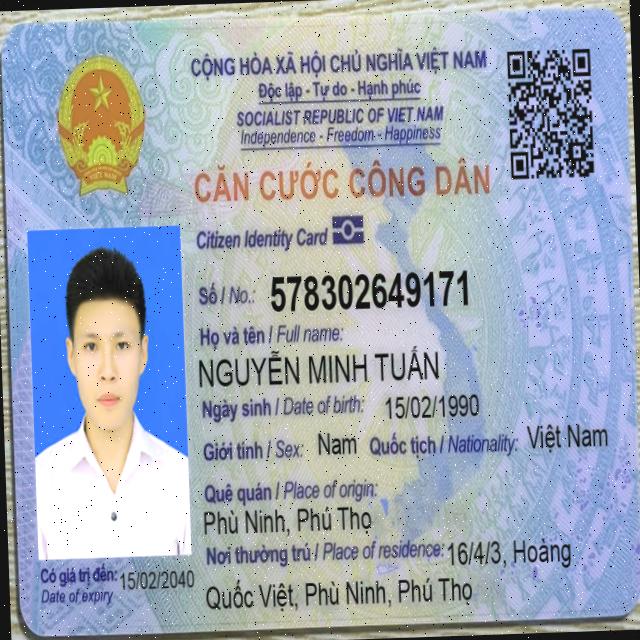 CỘNG HÒA XÃ HỘI CHỦ NGHĨA VIỆT NAM
Độc lập - Tự do - Hạnh phúc
SOCIALIST REPUBLIC OF VIET NAM
Independence - Freedom - Happiness
CĂN CƯỚC CÔNG DÂN
Citizen Identity Card
Số / No.: 578302649171
Họ và tên / Full name:
NGUYỄN MINH TUẤN
Ngày sinh / Date of birth: 15/02/1990
Giới tính / Sex: Nam Quốc tịch / Nationality: Việt Nam
Quê quán / Place of origin:
Phù Ninh, Phú Thọ
Nơi thường trú / Place of residence: 16/4/3, Hoàng
Quốc Việt, Phù Ninh, Phú Thọ
Có giá trị đến: 15/02/2040
Date of expiry